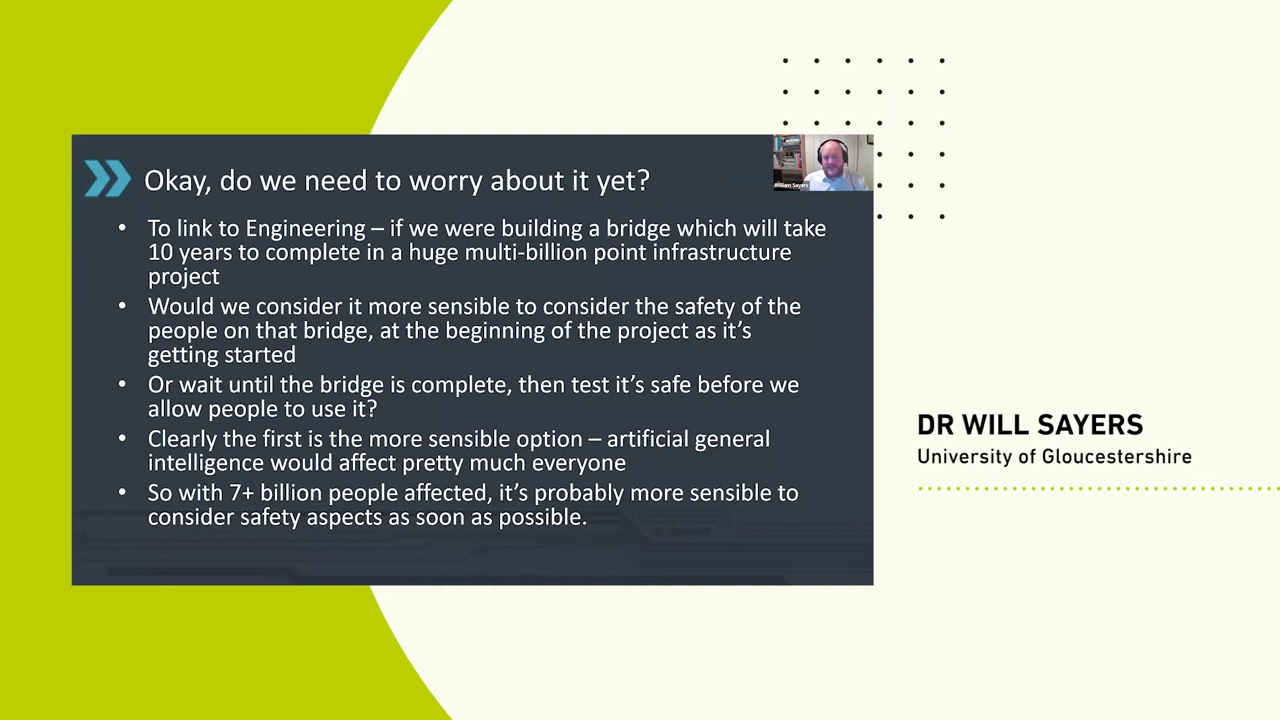 Okay, do we need to worry about it yet?
• To link to Engineering – if we were building a bridge which will take
10 years to complete in a huge multi-billion point infrastructure
project
• Would we consider it more sensible to consider the safety of the
people on that bridge, at the beginning of the project as it's
getting started
• Or wait until the bridge is complete, then test it's safe before we
allow people to use it?
• Clearly the first is the more sensible option – artificial general
intelligence would affect pretty much everyone
• So with 7+ billion people affected, it's probably more sensible to
consider safety aspects as soon as possible.
William Sayers
DR WILL SAYERS
University of Gloucestershire